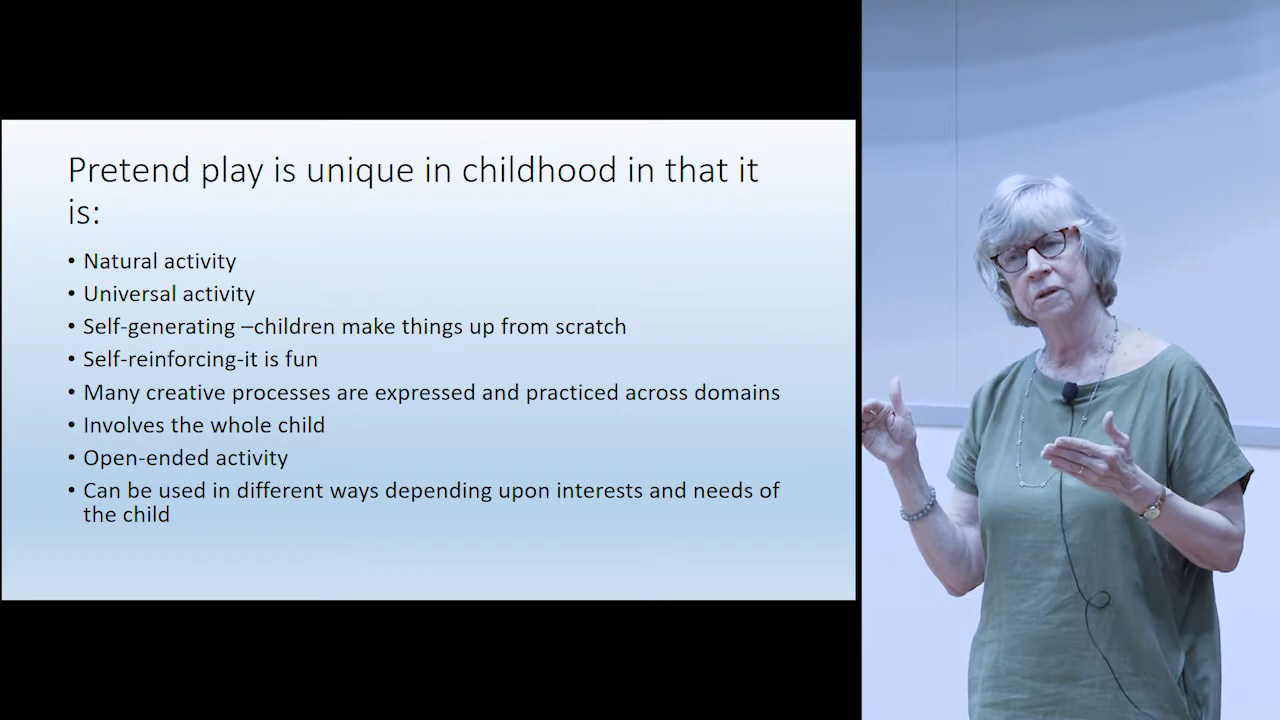 Pretend play is unique in childhood in that it
is:
• Natural activity
• Universal activity
• Self-generating –children make things up from scratch
• Self-reinforcing-it is fun
• Many creative processes are expressed and practiced across domains
• Involves the whole child
• Open-ended activity
• Can be used in different ways depending upon interests and needs of
the child